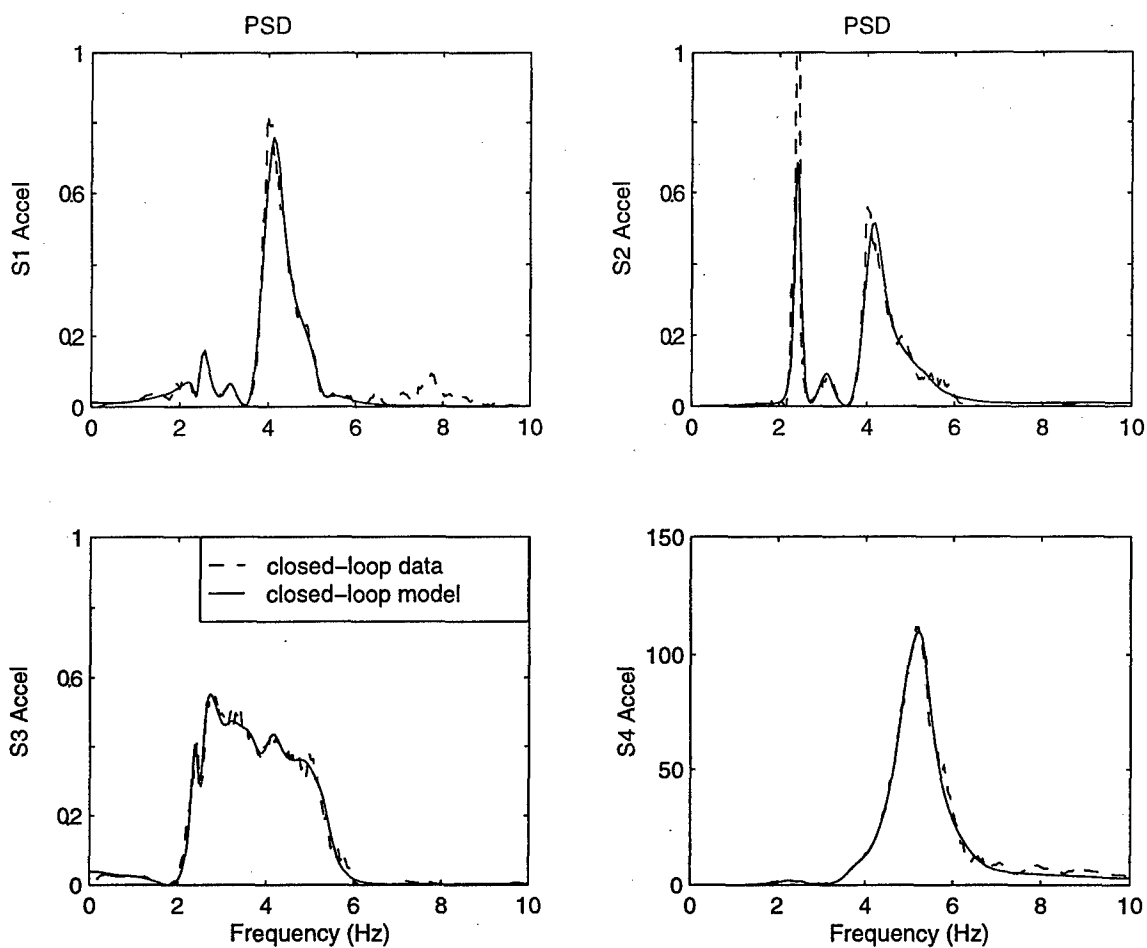 PSD
1
0.6
0.2
0
S1 Accel
0 2 4 6 8 10
PSD
1
0.6
0.2
0
S2 Accel
0 2 4 6 8 10
1
0.6
0.2
0
S3 Accel
closed-loop data
closed-loop model
0 2 4 6 8 10
Frequency (Hz)
150
100
50
0
S4 Accel
0 2 4 6 8 10
Frequency (Hz)